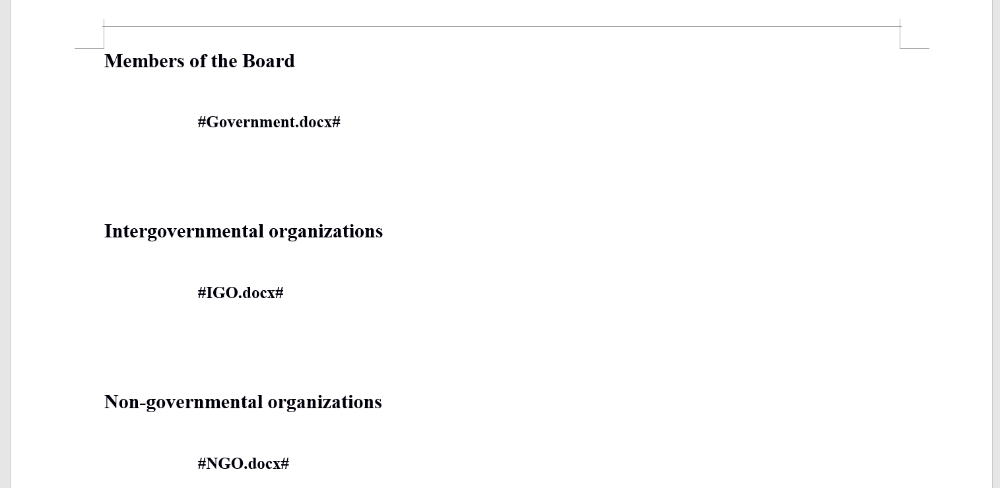 Members of the Board
#Government.docx#
Intergovernmental organizations
#IGO.docx#
Non-governmental organizations
#NGO.docx#